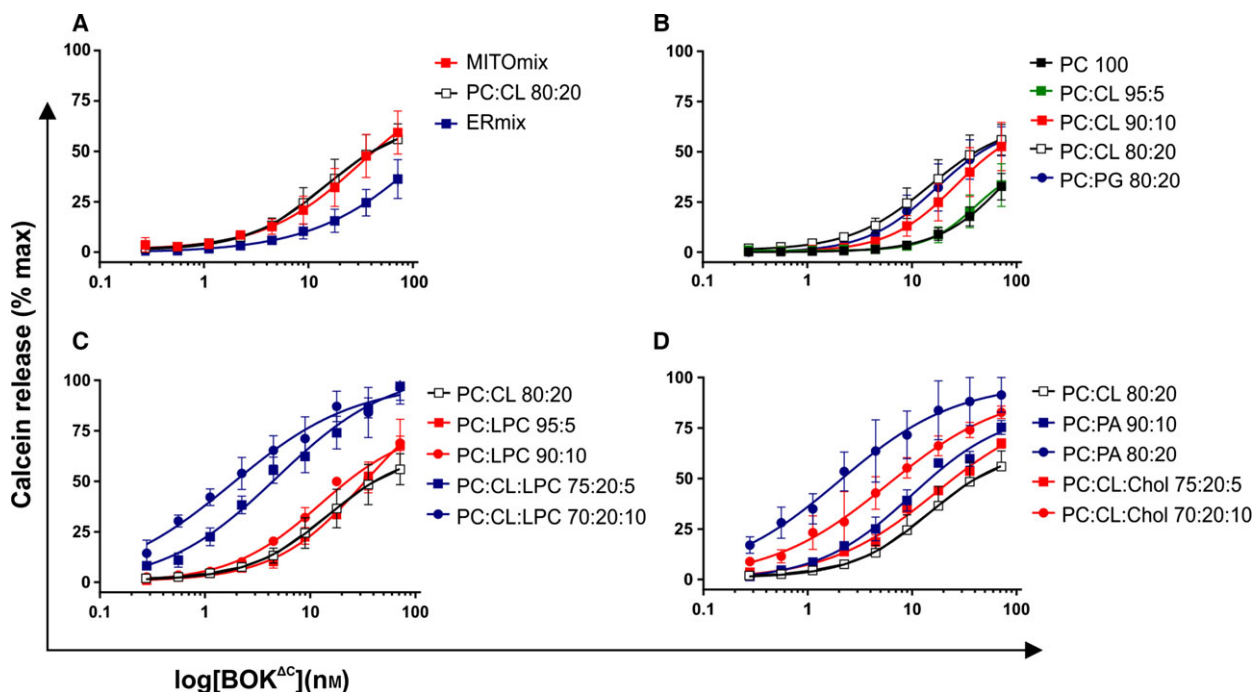 A
100
75
50
25
0
0.1 1 10 100
MITOmix
PC:CL 80:20
ERmix
B
100
75
50
25
0
0.1 1 10 100
PC 100
PC:CL 95:5
PC:CL 90:10
PC:CL 80:20
PC:PG 80:20
C
100
75
50
25
0
0.1 1 10 100
PC:CL 80:20
PC:LPC 95:5
PC:LPC 90:10
PC:CL:LPC 75:20:5
PC:CL:LPC 70:20:10
D
100
75
50
25
0
0.1 1 10 100
PC:CL 80:20
PC:PA 90:10
PC:PA 80:20
PC:CL:Chol 75:20:5
PC:CL:Chol 70:20:10
Calcein release (% max)
log[BOK^ΔC](nM)